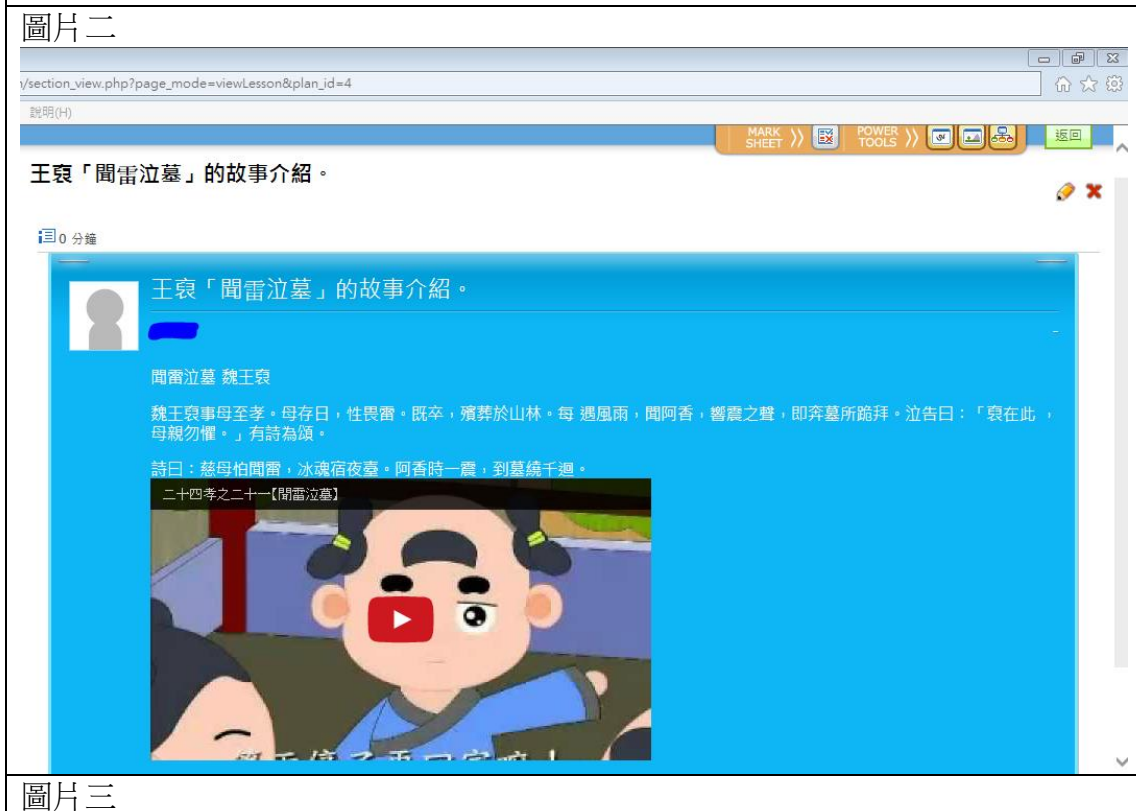 圖片二
n/section_view.php?page_mode=viewLesson&plan_id=4
說明(H)
MARK SHEET
POWER TOOLS
返回
王裒「聞雷泣墓」的故事介紹。
0 分鐘
王裒「聞雷泣墓」的故事介紹。
聞雷泣墓 魏王裒
魏王裒事母至孝。母存日,性畏雷。既卒,殯葬於山林。每 遇風雨,聞阿香,響震之聲,即奔墓所跪拜。泣告曰:「裒在此 ,
母親勿懼。」有詩為頌。
詩曰:慈母怕聞雷,冰魂宿夜臺。阿香時一震,到墓繞千迴。
二十四孝之二十一【聞雷泣墓】
圖片三